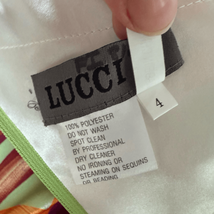 LUCCI
4
100% POLYESTER
DO NOT WASH
SPOT CLEAN
BY PROFESSIONAL
DRY CLEANER
NO IRONING OR
STEAMING ON SEQUINS